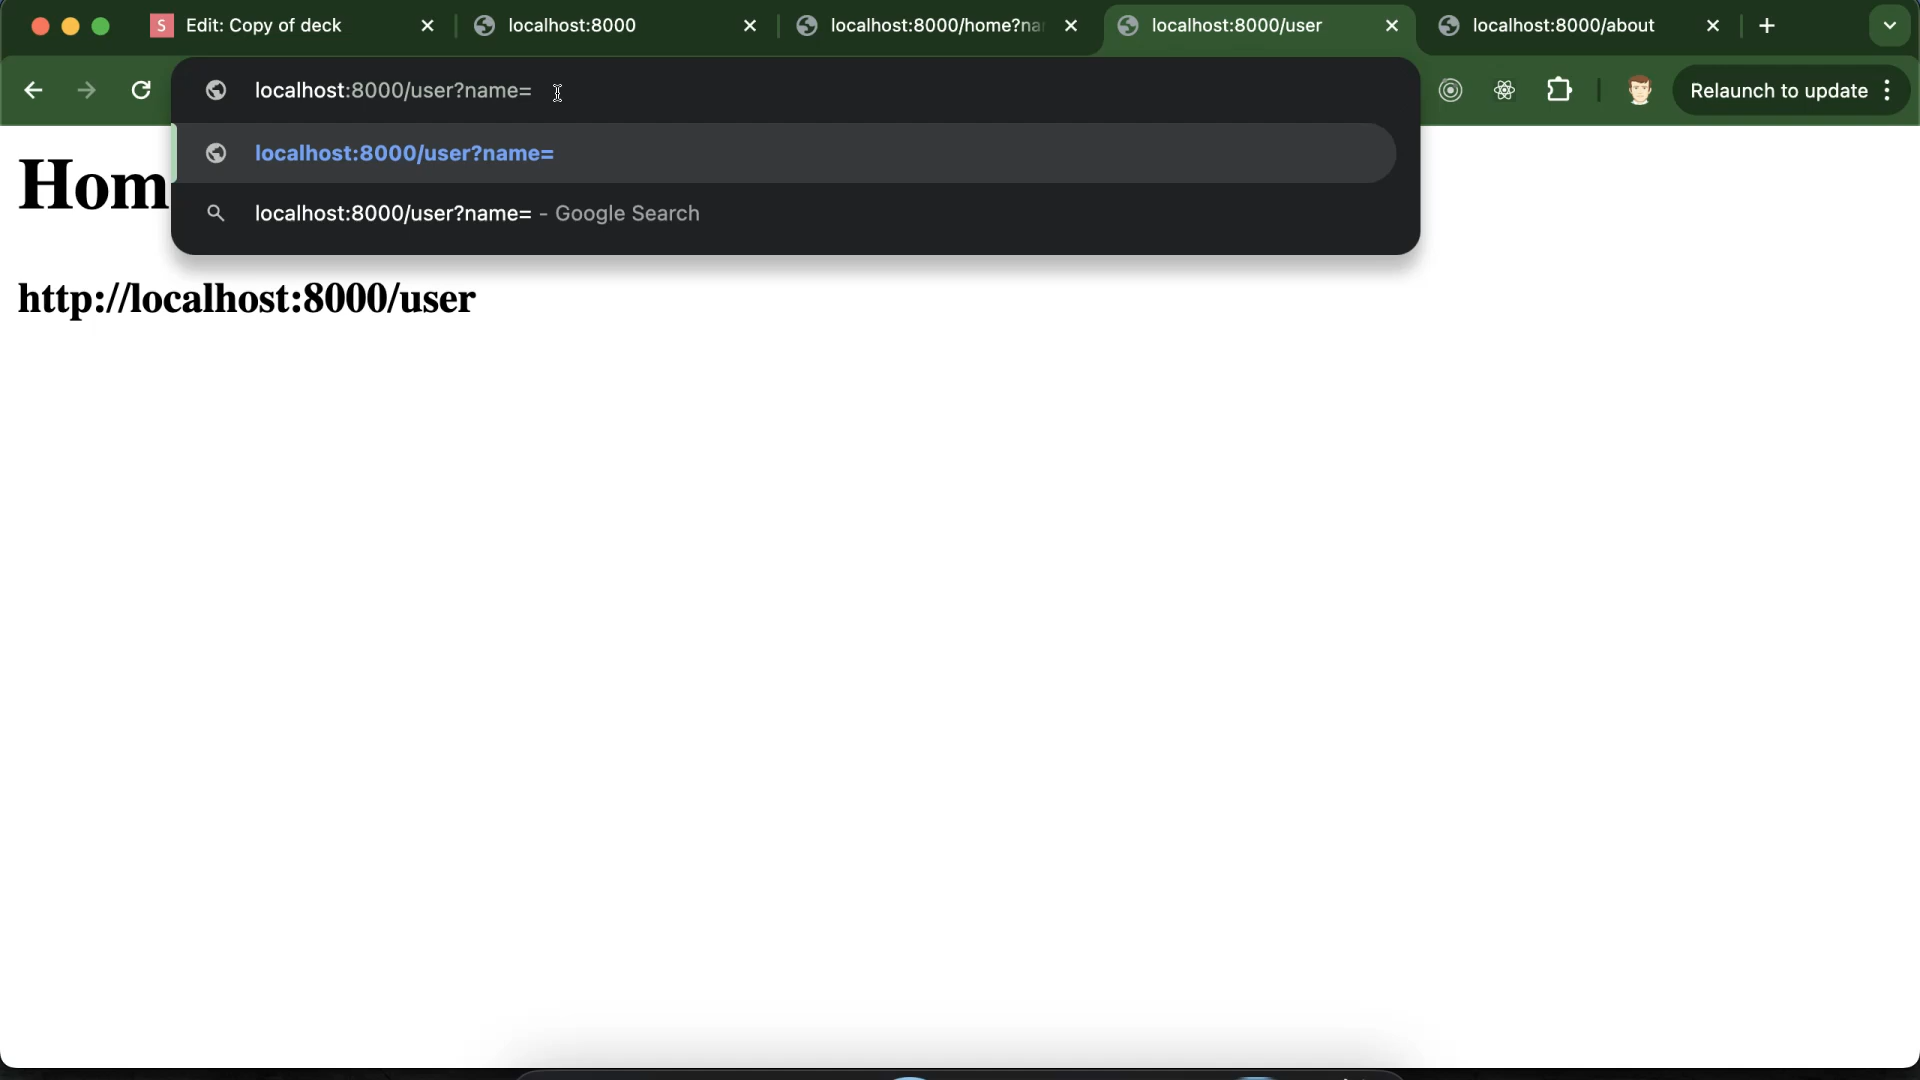 S Edit: Copy of deck
localhost:8000
localhost:8000/home?na
localhost:8000/user
localhost:8000/about
localhost:8000/user?name=
Relaunch to update
localhost:8000/user?name=
localhost:8000/user?name= - Google Search
Hom
http://localhost:8000/user